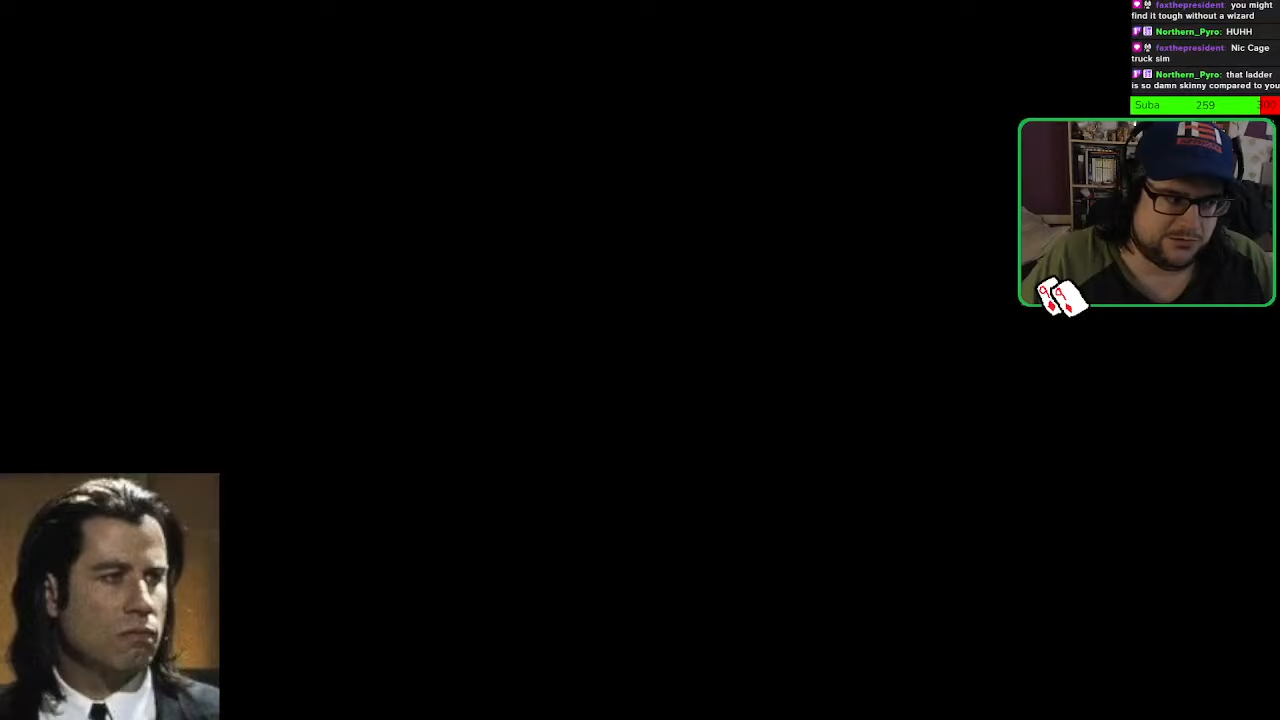 faxthepresident: you might
find it tough without a wizard
Northern_Pyro: HUHH
faxthepresident: Nic Cage
truck sim
Northern_Pyro: that ladder
is so damn skinny compared to you
Suba 259 300